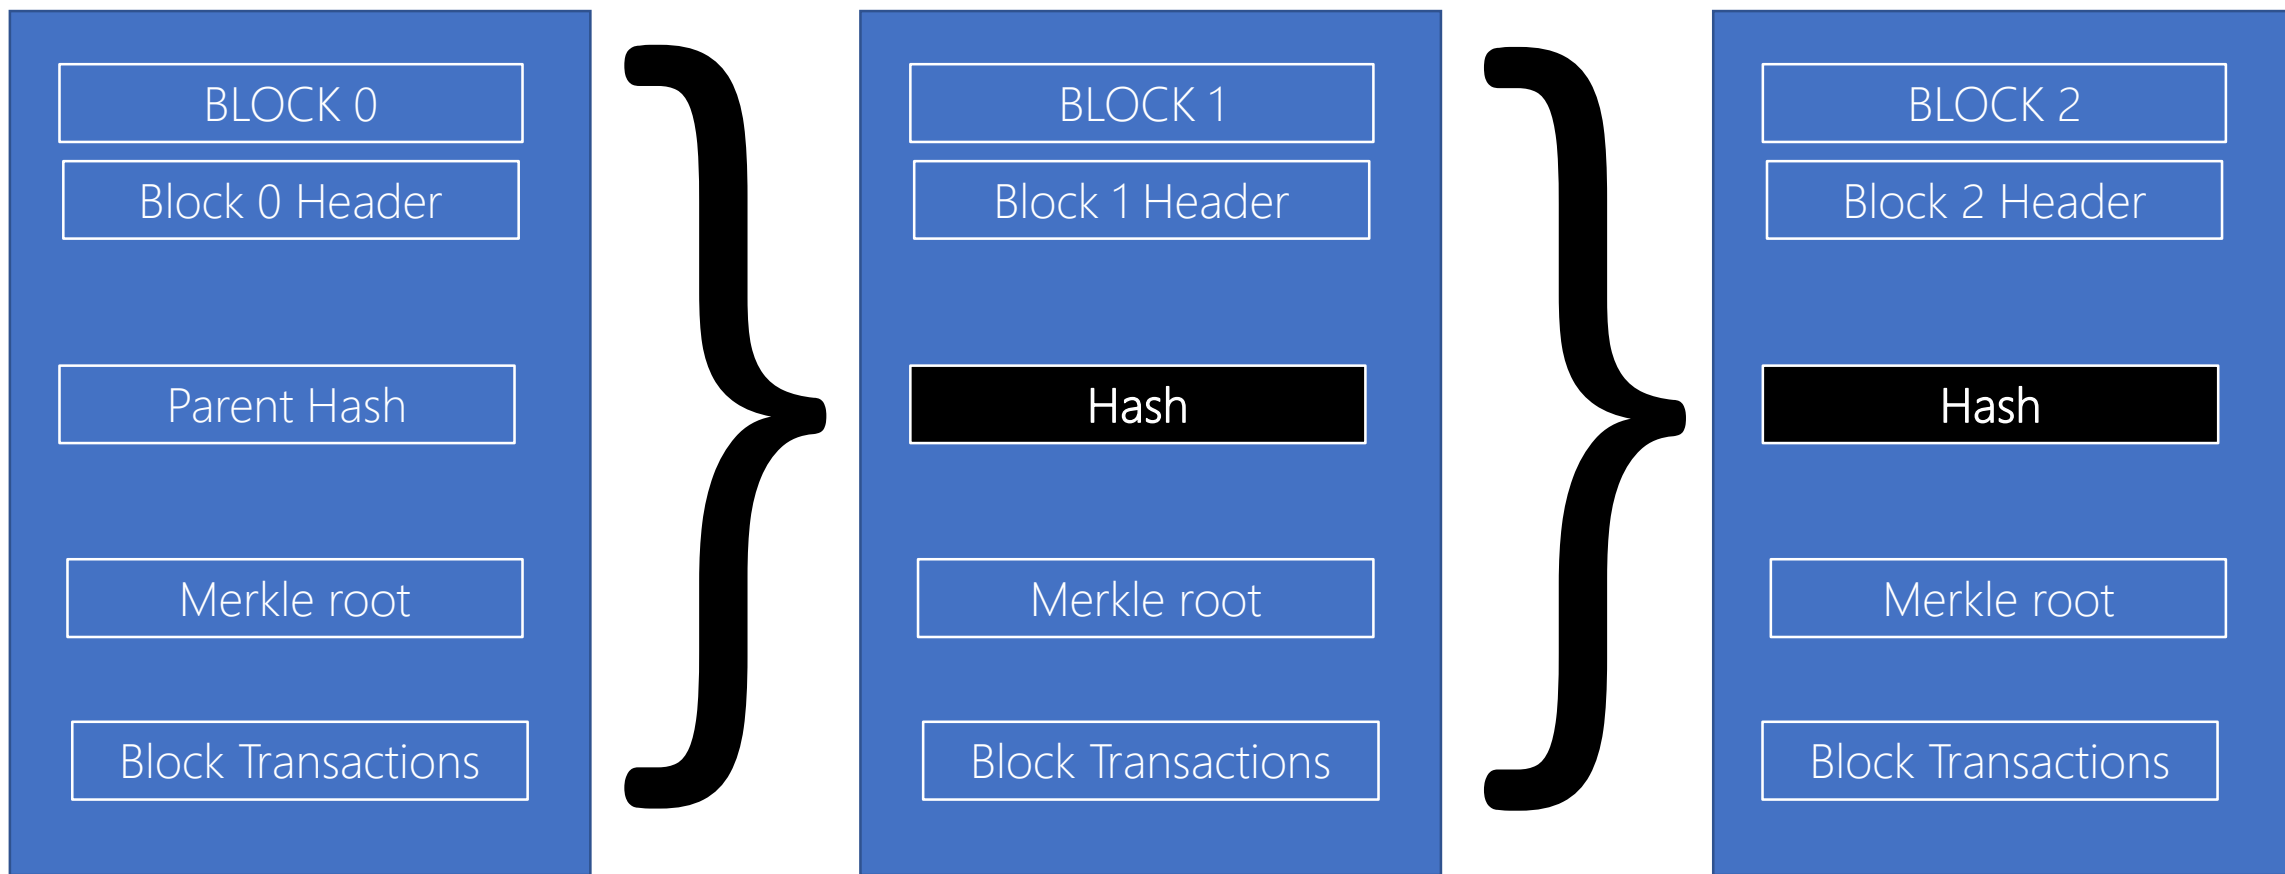 BLOCK 0
Block 0 Header
Parent Hash
Merkle root
Block Transactions
BLOCK 1
Block 1 Header
Hash
Merkle root
Block Transactions
BLOCK 2
Block 2 Header
Hash
Merkle root
Block Transactions